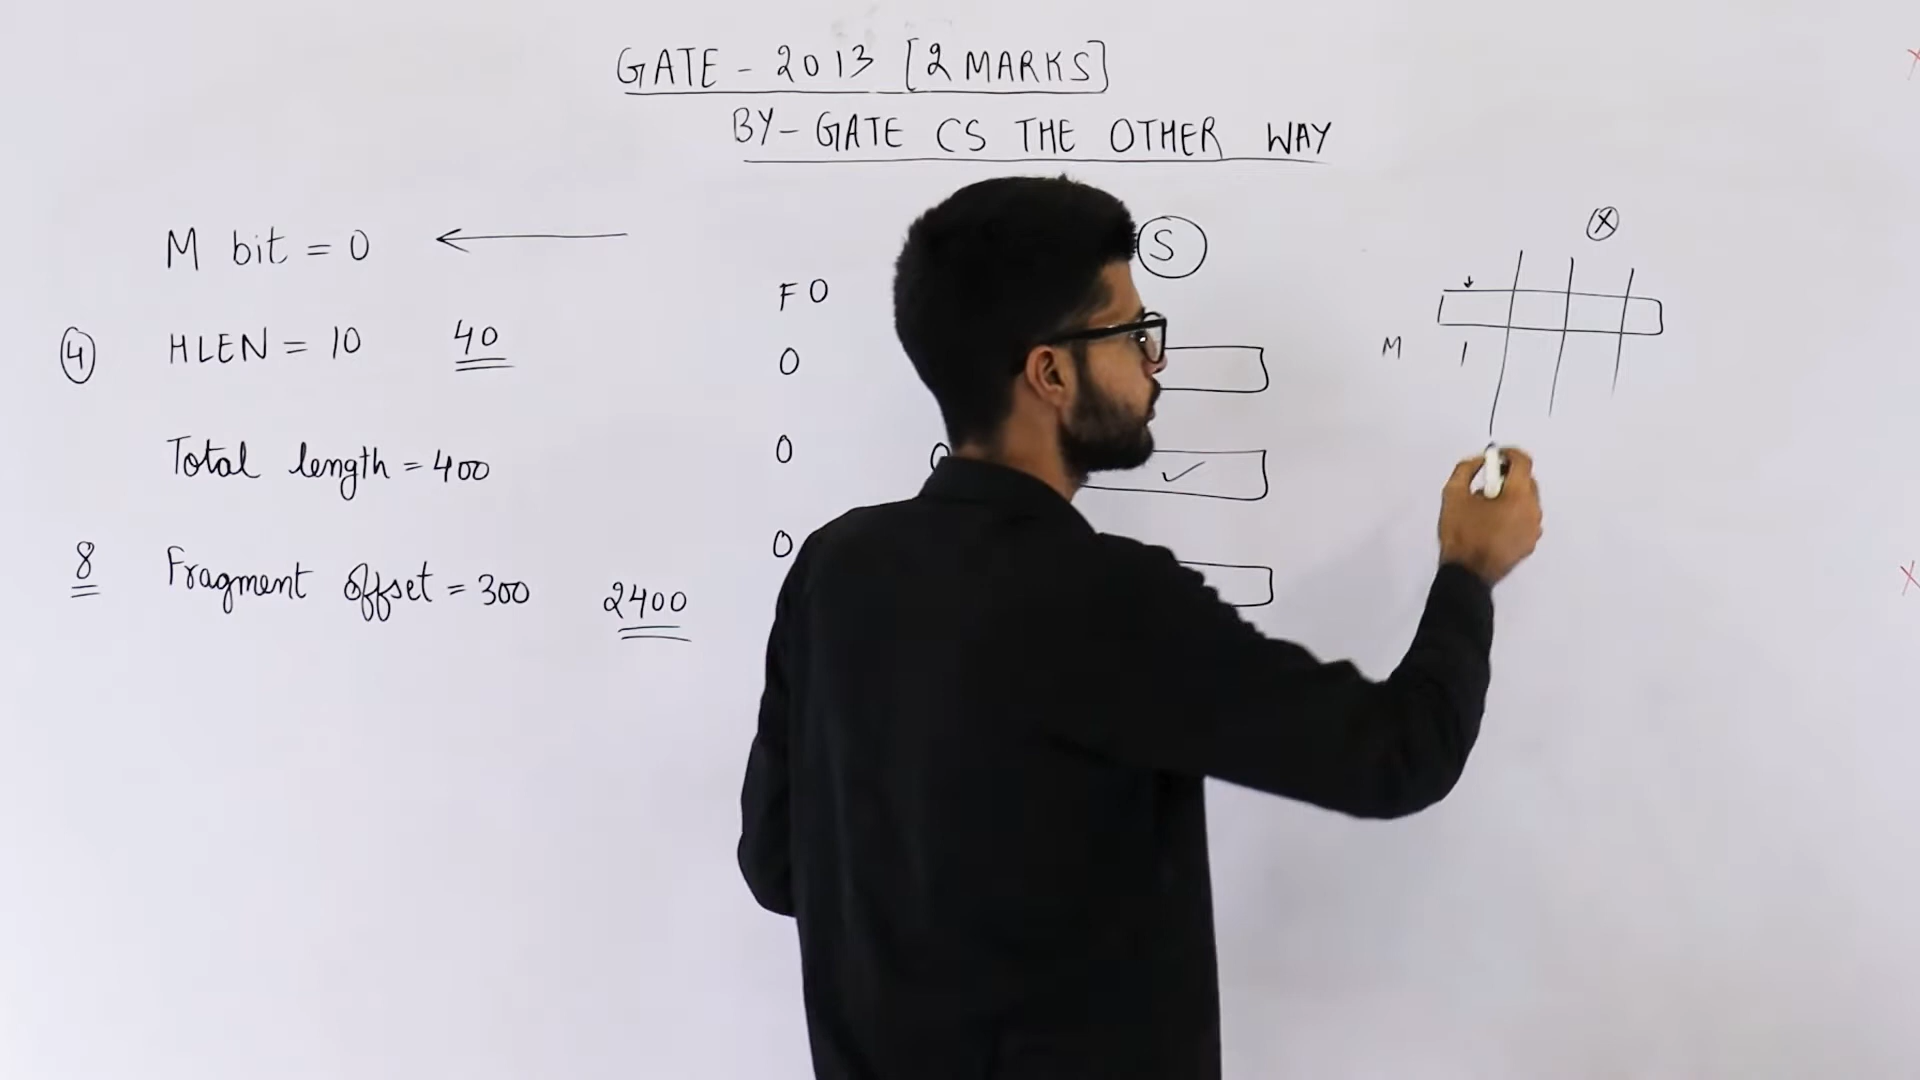 GATE - 2013 [2 MARKS]
BY- GATE CS THE OTHER WAY
M bit = 0
4 HLEN = 10 40
Total length = 400
8 Fragment offset = 300 2400
F O
0
0 0
0
S
X
M 1
X
X